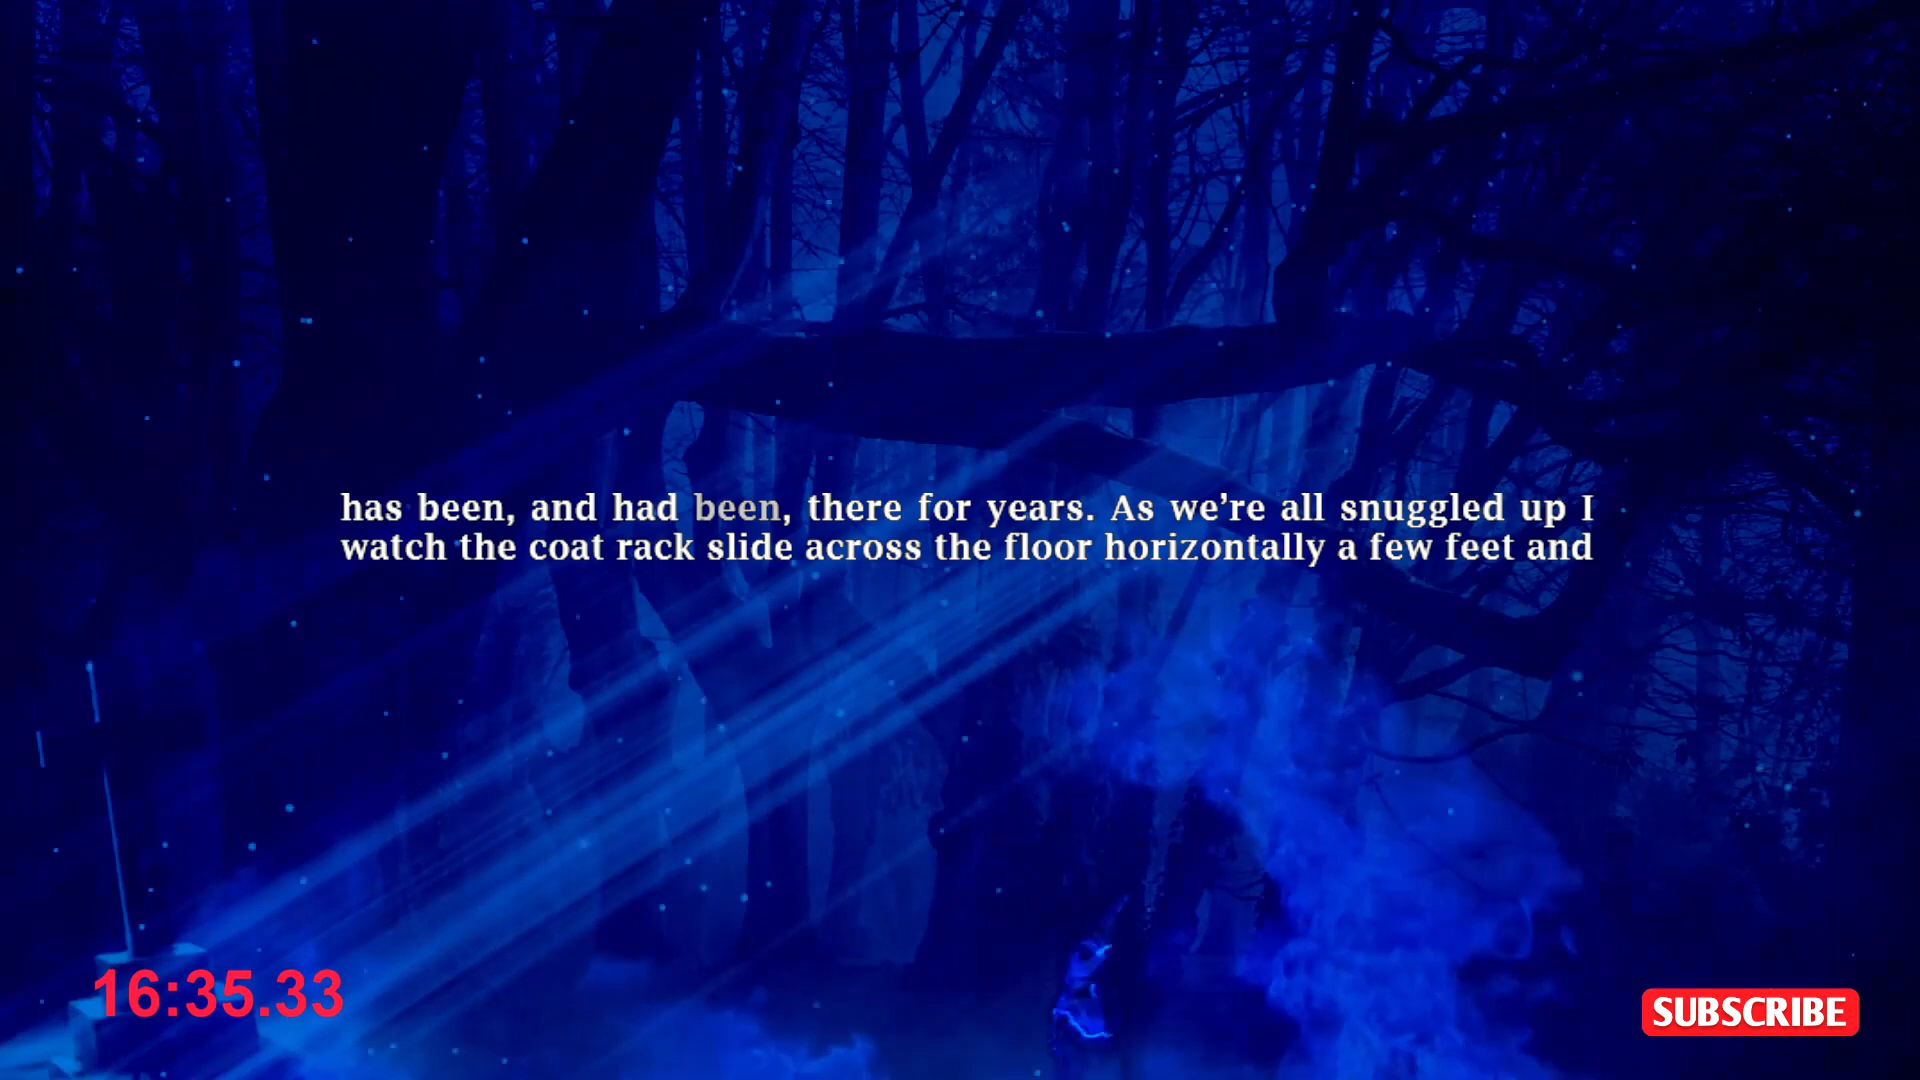 has been, and had been, there for years. As we’re all snuggled up I
watch the coat rack slide across the floor horizontally a few feet and
16:35.33
SUBSCRIBE